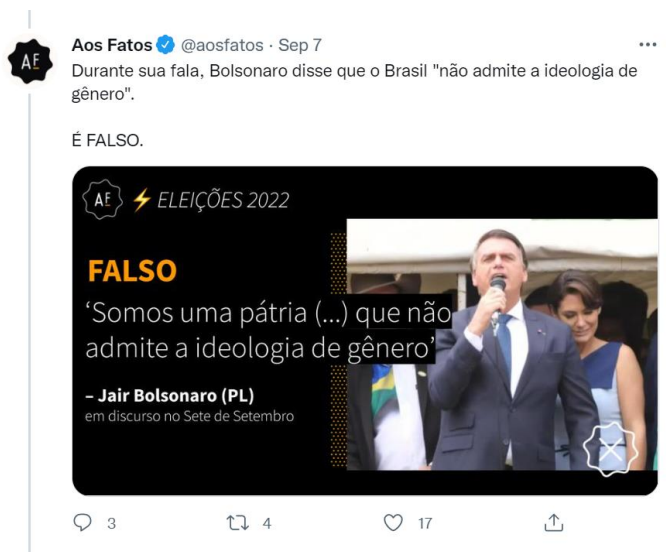 Aos Fatos @aosfatos · Sep 7
Durante sua fala, Bolsonaro disse que o Brasil "não admite a ideologia de
gênero".
É FALSO.
AF
AF ELEIÇÕES 2022
FALSO
‘Somos uma pátria (...) que não
admite a ideologia de gênero’
– Jair Bolsonaro (PL)
em discurso no Sete de Setembro
3 4 17